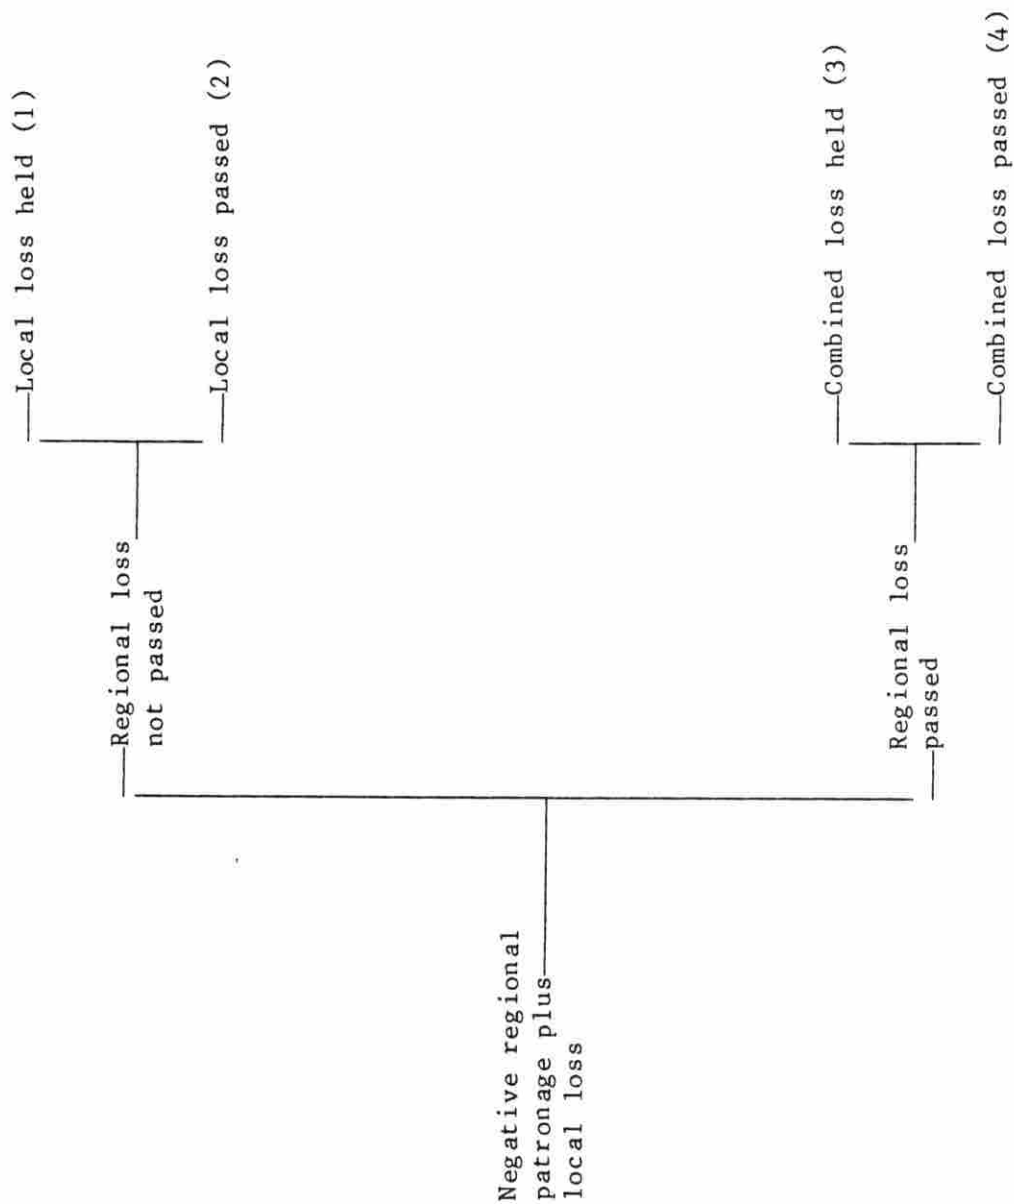 Negative regional
patronage plus
local loss
Regional loss
not passed
Local loss held (1)
Local loss passed (2)
Regional loss
passed
Combined loss held (3)
Combined loss passed (4)